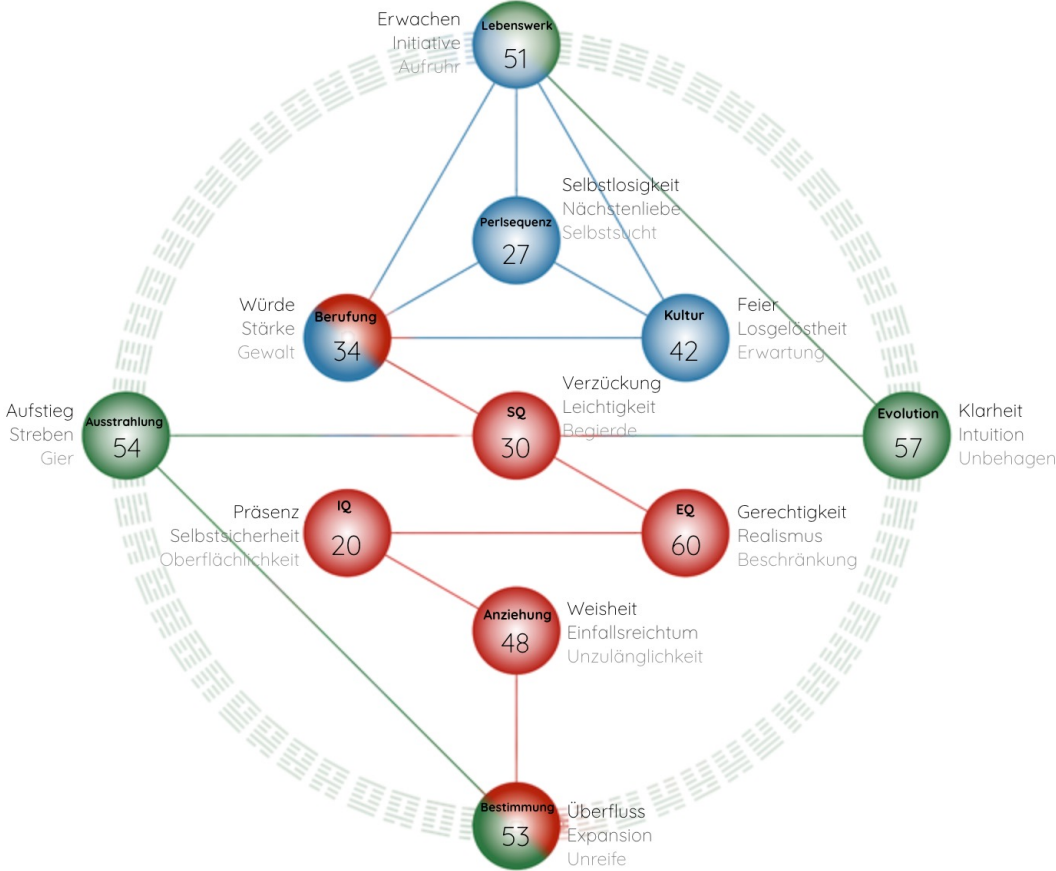 Erwachen
Initiative
Aufruhr
Lebenswerk
51
Selbstlosigkeit
Nächstenliebe
Selbstsucht
Perlsequenz
27
Würde
Stärke
Gewalt
Berufung
34
Kultur
42
Feier
Losgelöstheit
Erwartung
Verzückung
Leichtigkeit
Begierde
SQ
30
Aufstieg
Streben
Gier
Ausstrahlung
54
Evolution
57
Klarheit
Intuition
Unbehagen
Präsenz
Selbstsicherheit
Oberflächlichkeit
IQ
20
EQ
60
Gerechtigkeit
Realismus
Beschränkung
Anziehung
48
Weisheit
Einfallsreichtum
Unzulänglichkeit
Bestimmung
53
Überfluss
Expansion
Unreife